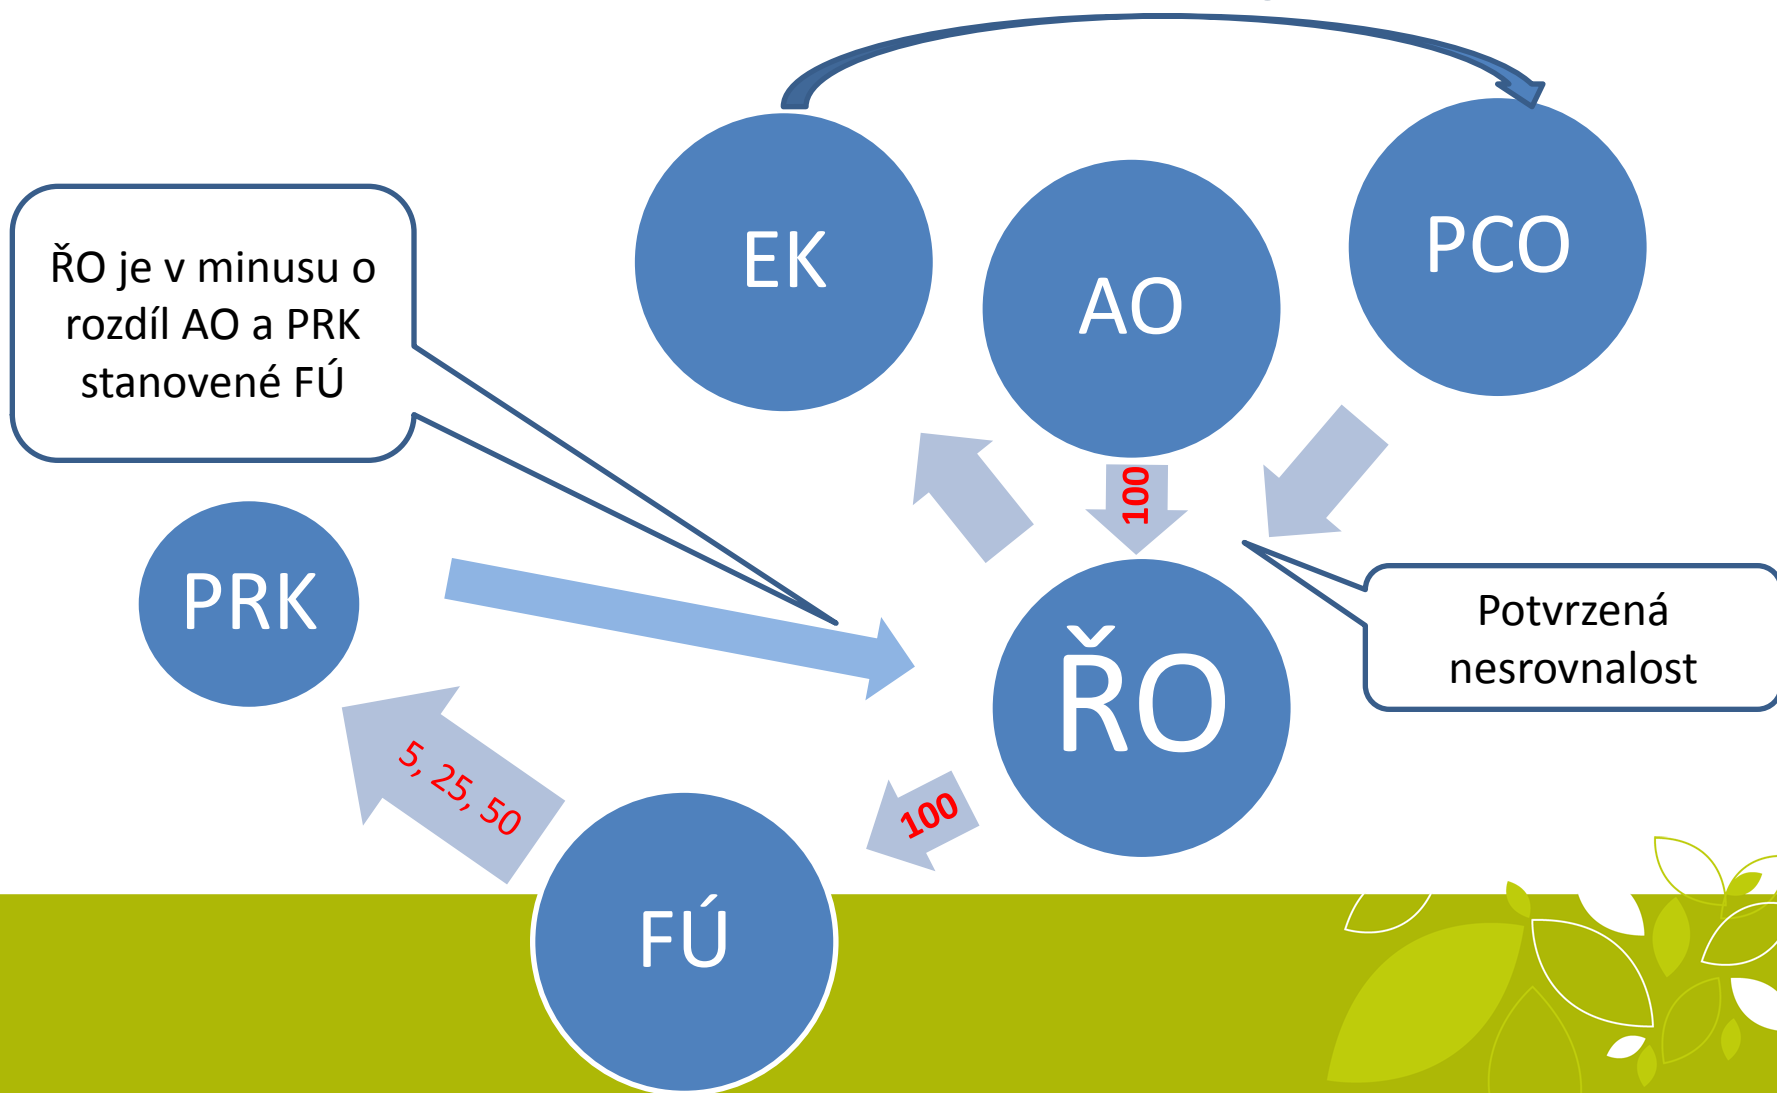 EK
AO
PCO
ŘO je v minusu o
rozdíl AO a PRK
stanovené FÚ
100
PRK
Potvrzená
nesrovnalost
ŘO
5, 25, 50
100
FÚ